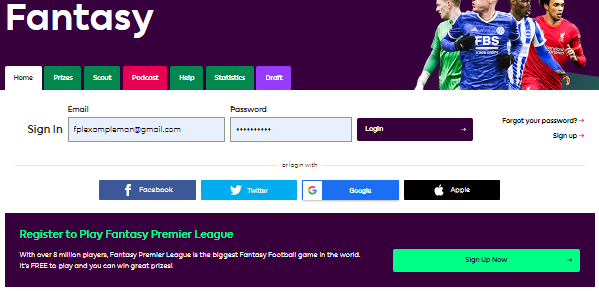 Fantasy
FBS
Home Prizes Scout Podcast Help Statistics Draft
Email Password
Sign In fplexampleman@gmail.com •••••••••• Login → Forgot your password? →
Sign up →
or login with
Facebook Twitter Google Apple
Register to Play Fantasy Premier League
With over 8 million players, Fantasy Premier League is the biggest Fantasy Football game in the world.
It's FREE to play and you can win great prizes!
Sign Up Now →